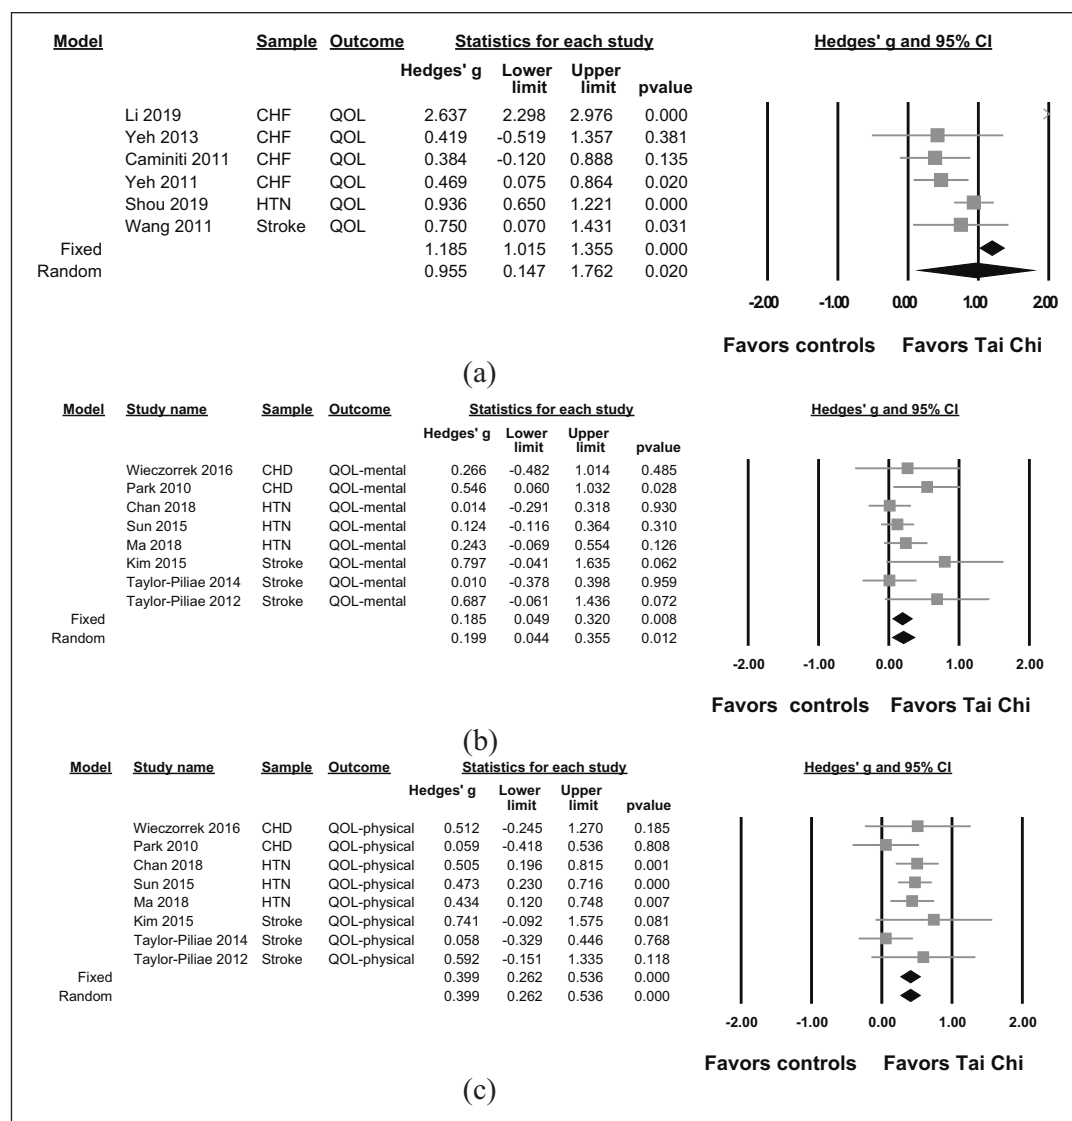 Model Sample Outcome Statistics for each study Hedges' g and 95% CI
Hedges' g Lower limit Upper limit pvalue
Li 2019 CHF QOL 2.637 2.298 2.976 0.000
Yeh 2013 CHF QOL 0.419 -0.519 1.357 0.381
Caminiti 2011 CHF QOL 0.384 -0.120 0.888 0.135
Yeh 2011 CHF QOL 0.469 0.075 0.864 0.020
Shou 2019 HTN QOL 0.936 0.650 1.221 0.000
Wang 2011 Stroke QOL 0.750 0.070 1.431 0.031
Fixed 1.185 1.015 1.355 0.000
Random 0.955 0.147 1.762 0.020
-2.00 -1.00 0.00 1.00 2.00
Favors controls Favors Tai Chi
(a)
Model Study name Sample Outcome Statistics for each study Hedges' g and 95% CI
Hedges' g Lower limit Upper limit pvalue
Wieczorrek 2016 CHD QOL-mental 0.266 -0.482 1.014 0.485
Park 2010 CHD QOL-mental 0.546 0.060 1.032 0.028
Chan 2018 HTN QOL-mental 0.014 -0.291 0.318 0.930
Sun 2015 HTN QOL-mental 0.124 -0.116 0.364 0.310
Ma 2018 HTN QOL-mental 0.243 -0.069 0.554 0.126
Kim 2015 Stroke QOL-mental 0.797 -0.041 1.635 0.062
Taylor-Piliae 2014 Stroke QOL-mental 0.010 -0.378 0.398 0.959
Taylor-Piliae 2012 Stroke QOL-mental 0.687 -0.061 1.436 0.072
Fixed 0.185 0.049 0.320 0.008
Random 0.199 0.044 0.355 0.012
-2.00 -1.00 0.00 1.00 2.00
Favors controls Favors Tai Chi
(b)
Model Study name Sample Outcome Statistics for each study Hedges' g and 95% CI
Hedges' g Lower limit Upper limit pvalue
Wieczorrek 2016 CHD QOL-physical 0.512 -0.245 1.270 0.185
Park 2010 CHD QOL-physical 0.059 -0.418 0.536 0.808
Chan 2018 HTN QOL-physical 0.505 0.196 0.815 0.001
Sun 2015 HTN QOL-physical 0.473 0.230 0.716 0.000
Ma 2018 HTN QOL-physical 0.434 0.120 0.748 0.007
Kim 2015 Stroke QOL-physical 0.741 -0.092 1.575 0.081
Taylor-Piliae 2014 Stroke QOL-physical 0.058 -0.329 0.446 0.768
Taylor-Piliae 2012 Stroke QOL-physical 0.592 -0.151 1.335 0.118
Fixed 0.399 0.262 0.536 0.000
Random 0.399 0.262 0.536 0.000
-2.00 -1.00 0.00 1.00 2.00
Favors controls Favors Tai Chi
(c)